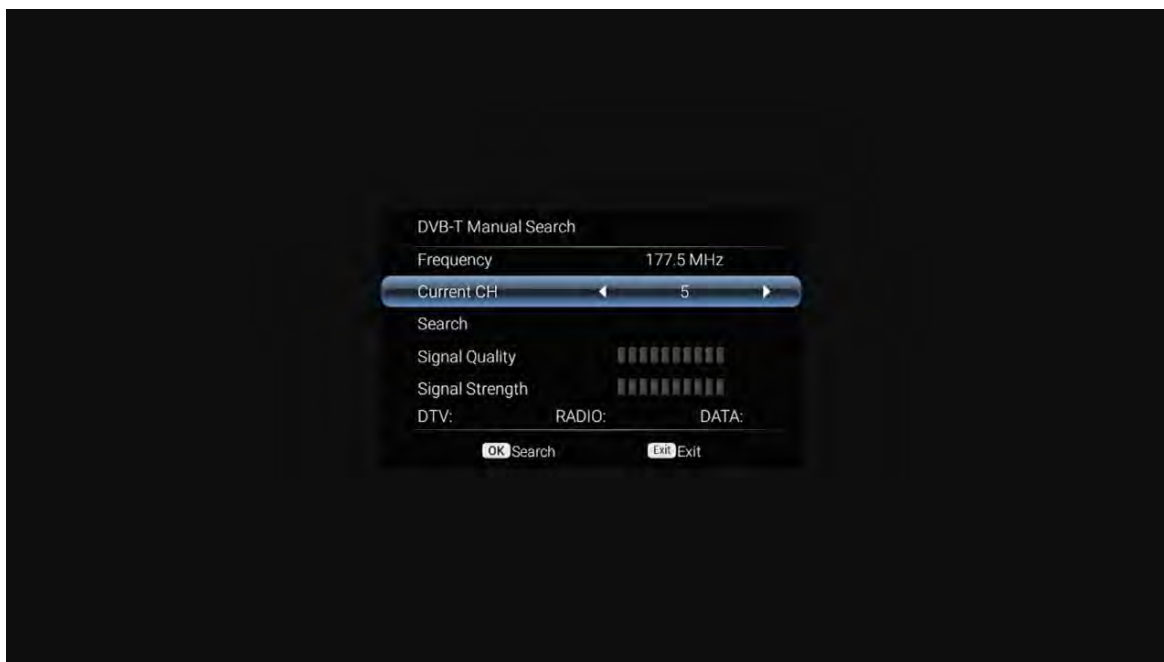 DVB-T Manual Search
Frequency 177.5 MHz
Current CH 5
Search
Signal Quality
Signal Strength
DTV: RADIO: DATA:
OK Search Exit Exit